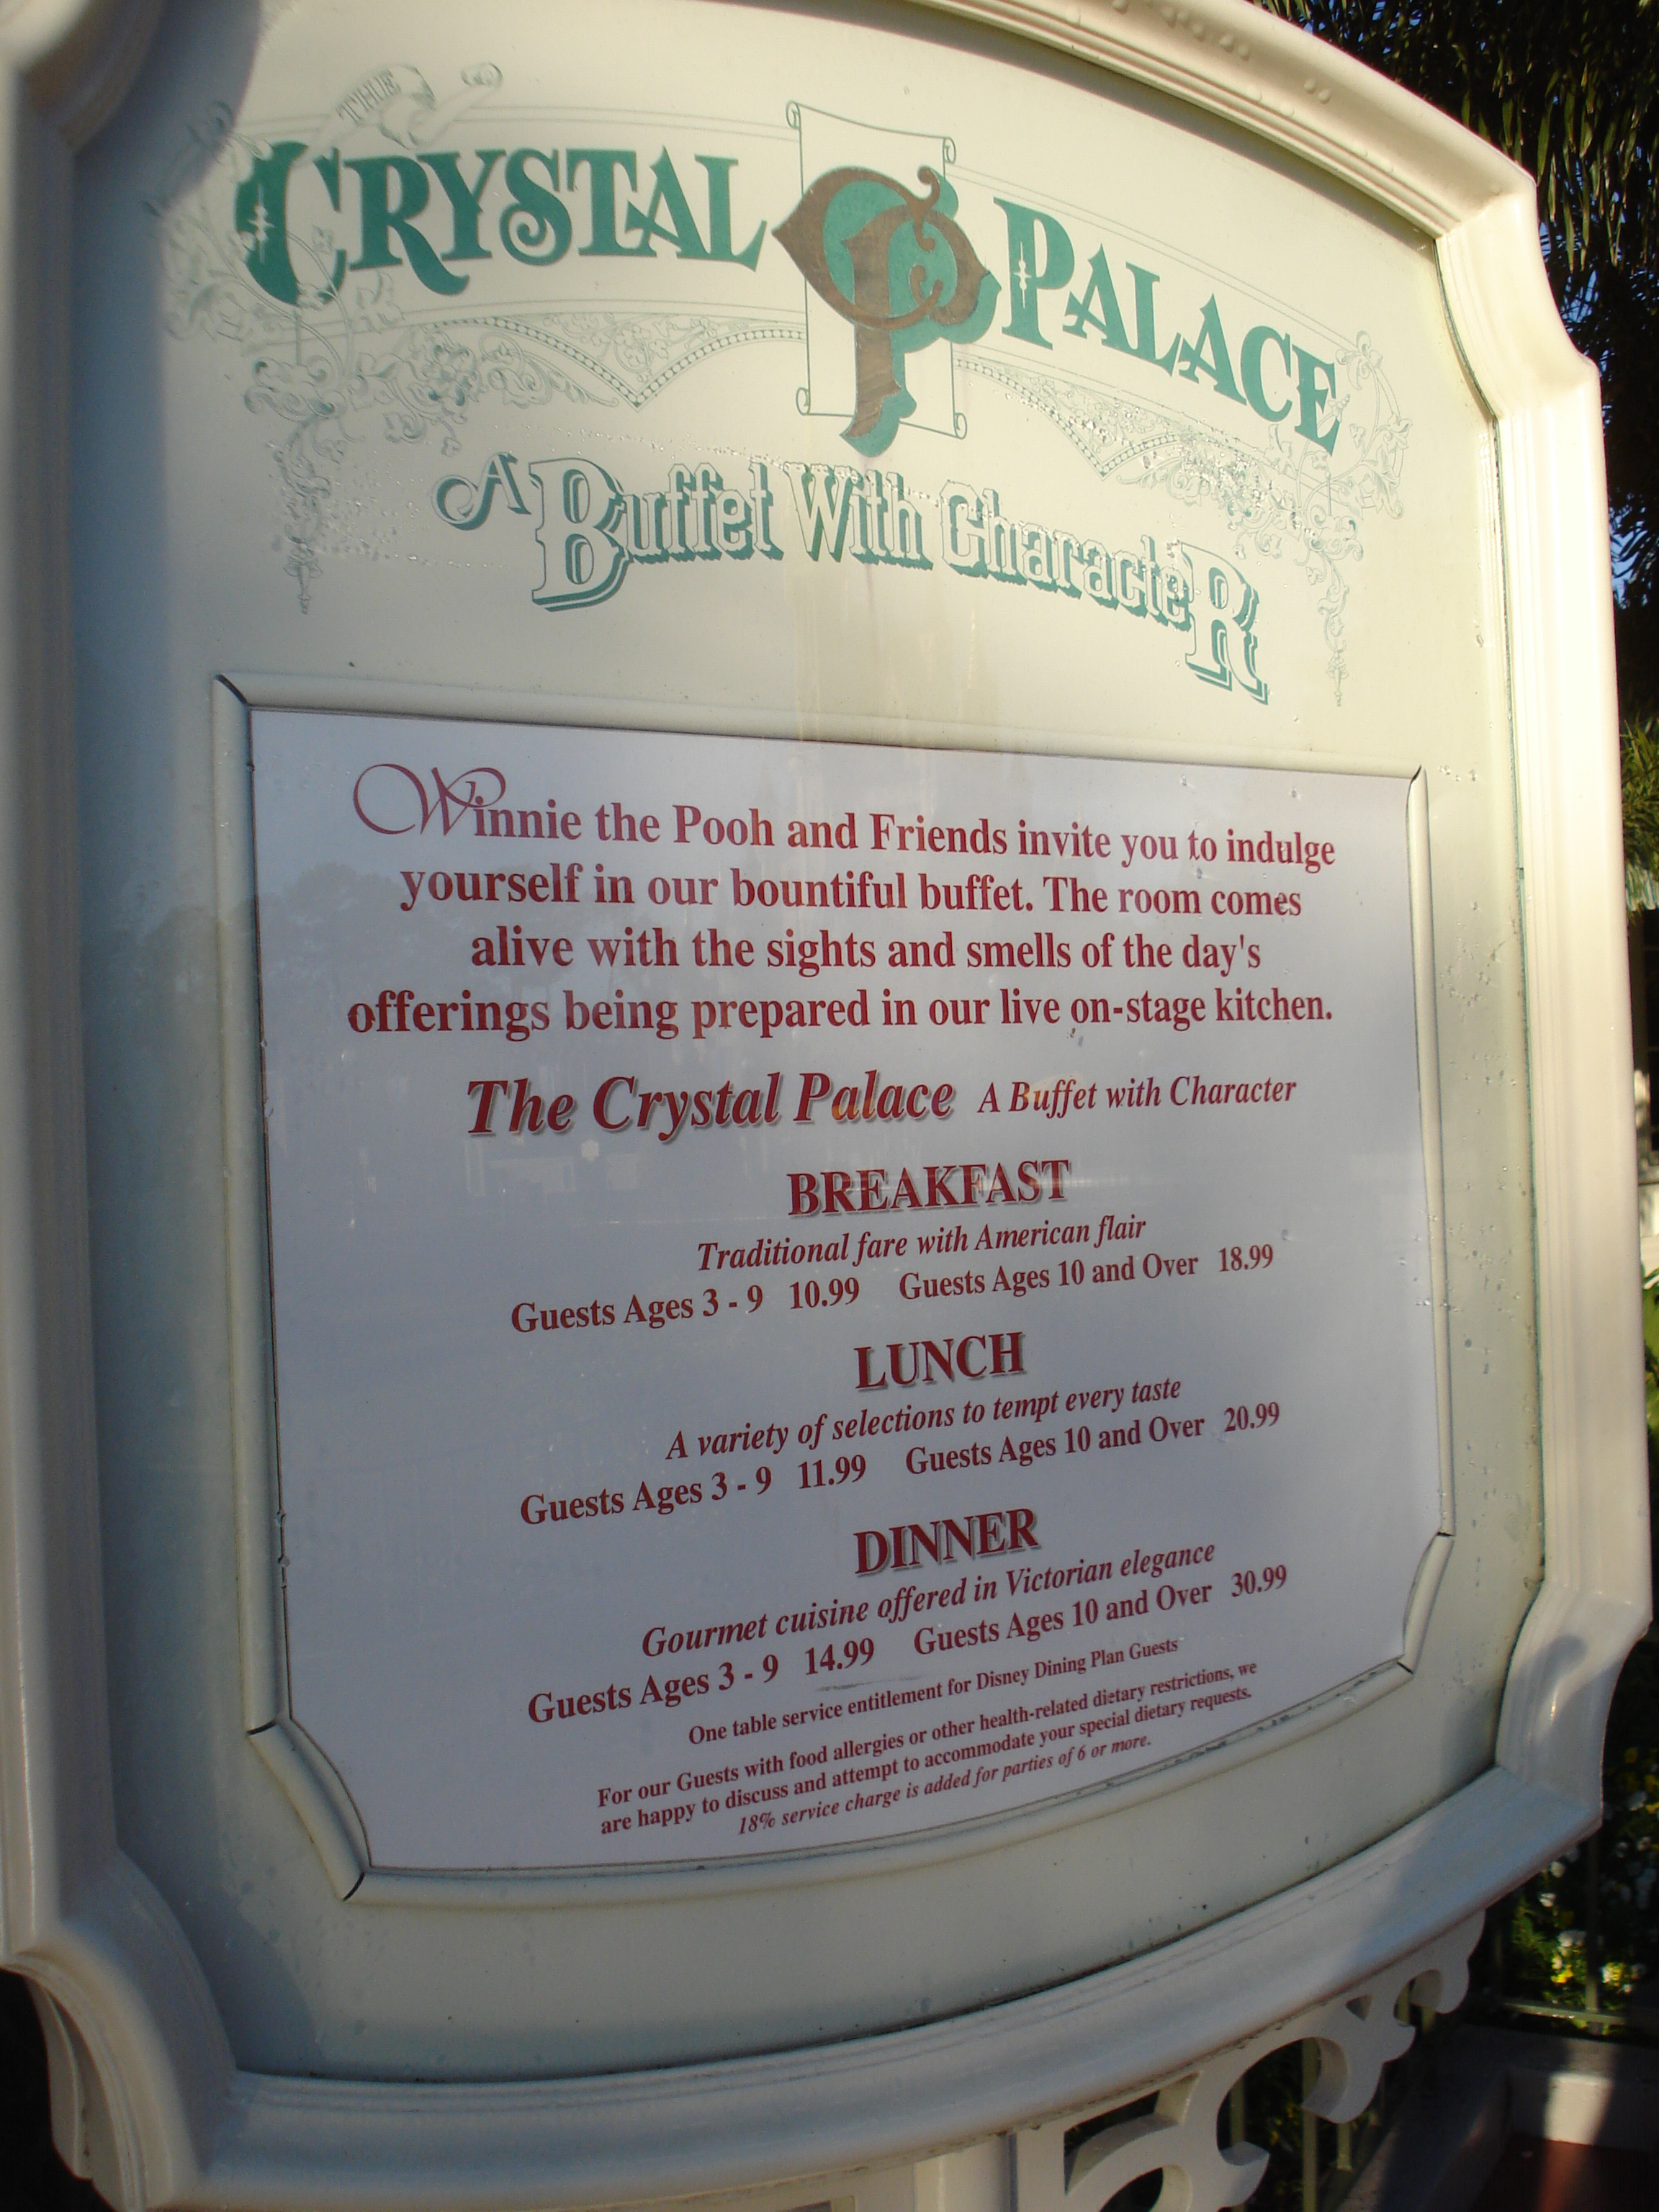 THE
CRYSTAL CP PALACE
A Buffet With CharacteR
Winnie the Pooh and Friends invite you to indulge
yourself in our bountiful buffet. The room comes
alive with the sights and smells of the day's
offerings being prepared in our live on-stage kitchen.
The Crystal Palace A Buffet with Character
BREAKFAST
Traditional fare with American flair
Guests Ages 3 - 9 10.99 Guests Ages 10 and Over 18.99
LUNCH
A variety of selections to tempt every taste
Guests Ages 3 - 9 11.99 Guests Ages 10 and Over 20.99
DINNER
Gourmet cuisine offered in Victorian elegance
Guests Ages 3 - 9 14.99 Guests Ages 10 and Over 30.99
One table service entitlement for Disney Dining Plan Guests
For our Guests with food allergies or other health-related dietary restrictions, we
are happy to discuss and attempt to accommodate your special dietary requests.
18% service charge is added for parties of 6 or more.